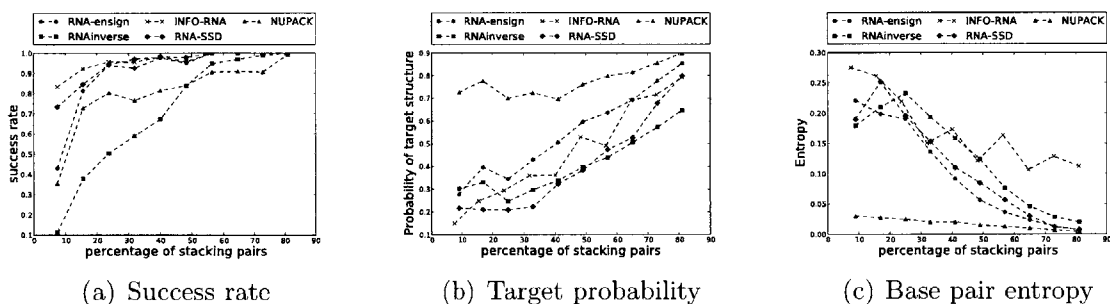 RNA-ensign INFO-RNA NUPACK
RNAinverse RNA-SSD
success rate
1.0
0.9
0.8
0.7
0.6
0.5
0.4
0.3
0.2
0.1
0 10 20 30 40 50 60 70 80 90
percentage of stacking pairs
(a) Success rate
RNA-ensign INFO-RNA NUPACK
RNAinverse RNA-SSD
Probability of target structure
0.9
0.8
0.7
0.6
0.5
0.4
0.3
0.2
0.1
0 10 20 30 40 50 60 70 80 90
percentage of stacking pairs
(b) Target probability
RNA-ensign INFO-RNA NUPACK
RNAinverse RNA-SSD
Entropy
0.30
0.25
0.20
0.15
0.10
0.05
0.00
0 10 20 30 40 50 60 70 80 90
percentage of stacking pairs
(c) Base pair entropy